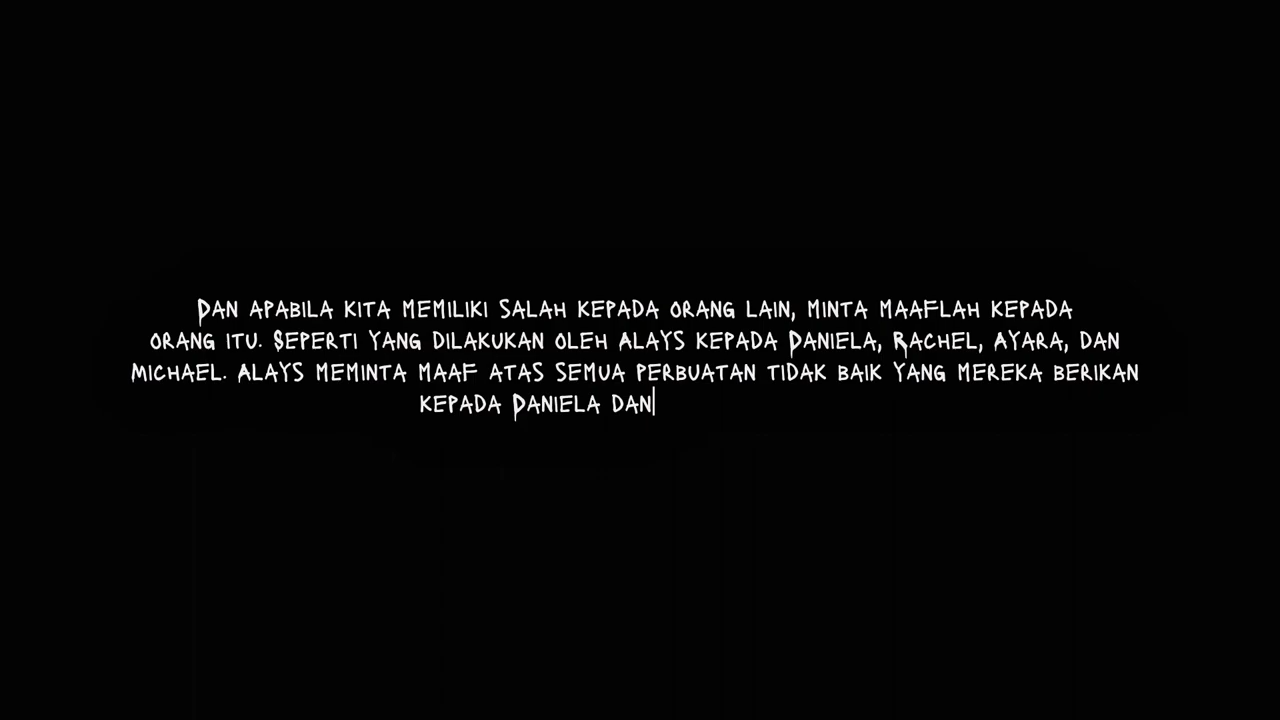 Dan apabila kita memiliki salah kepada orang lain, minta maaflah kepada
orang itu. Seperti yang dilakukan oleh Alays kepada Daniela, Rachel, Ayara, dan
Michael. Alays meminta maaf atas semua perbuatan tidak baik yang mereka berikan
kepada Daniela dan